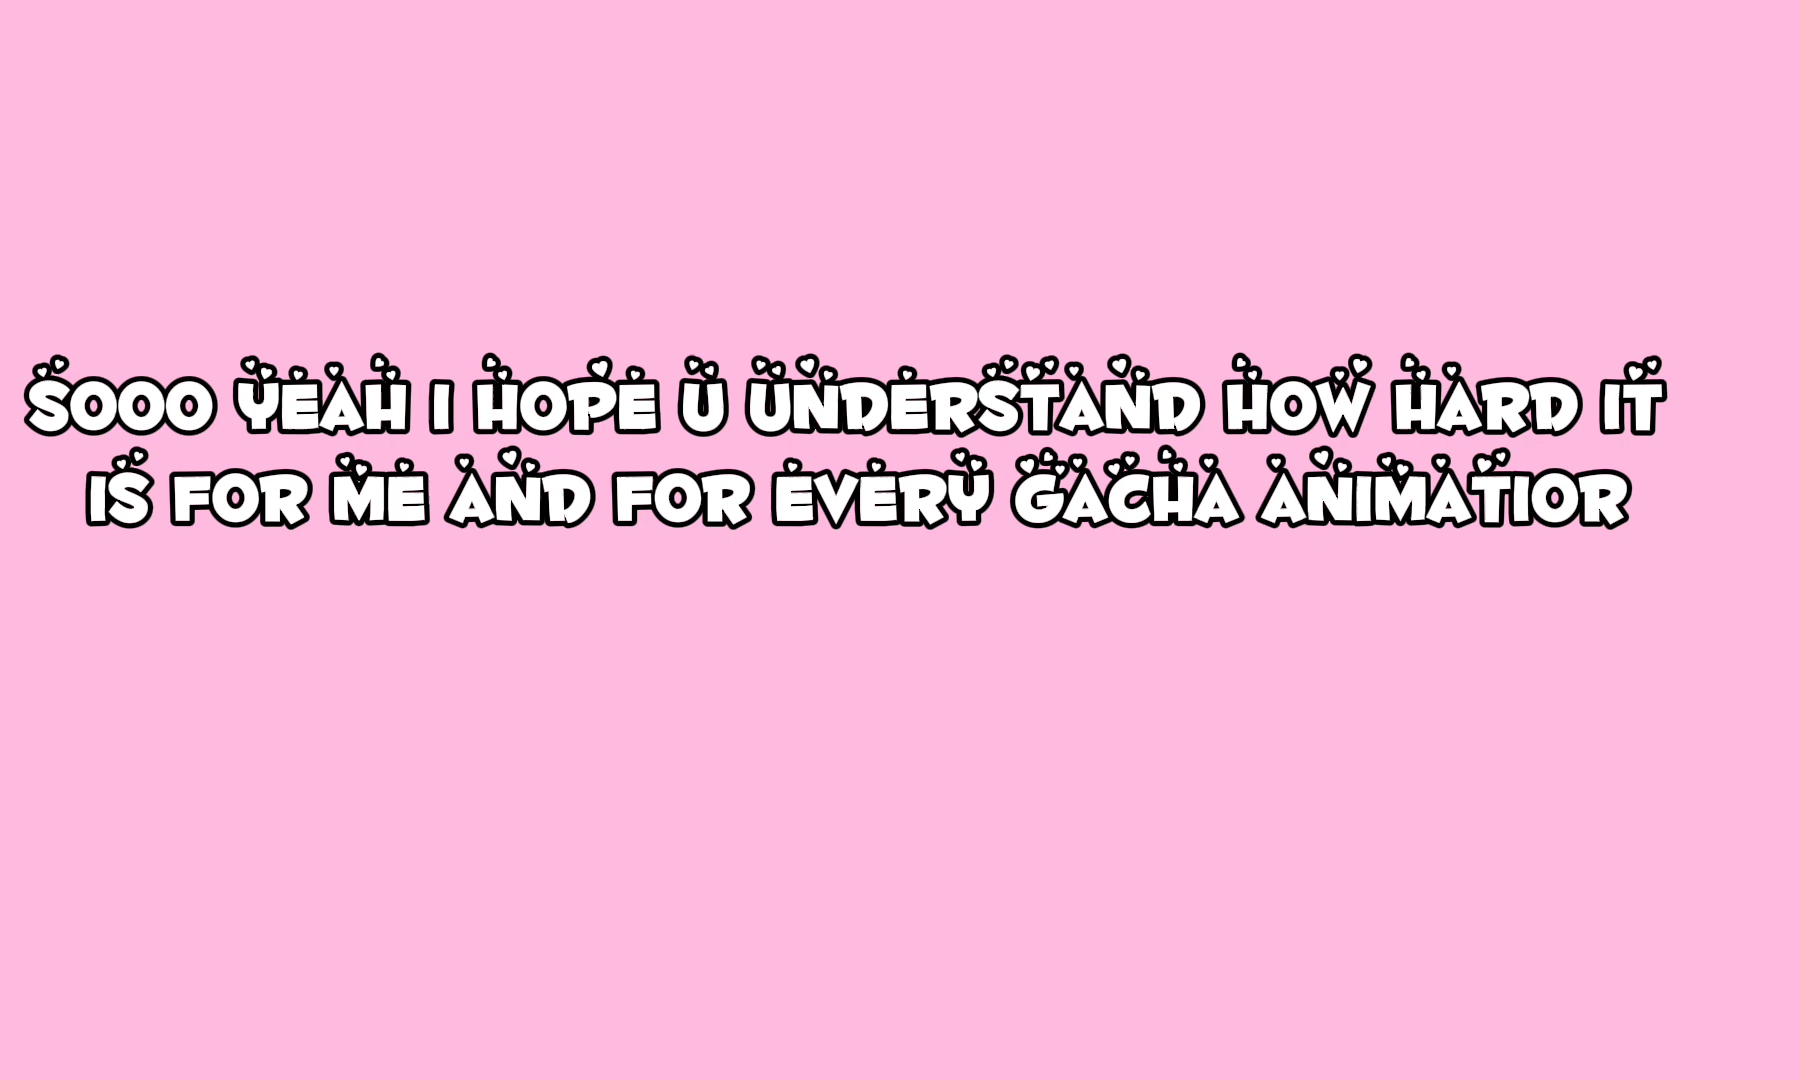 SOOO YEAH I HOPE U UNDERSTAND HOW HARD IT
IS FOR ME AND FOR EVERY GACHA ANIMATIOR